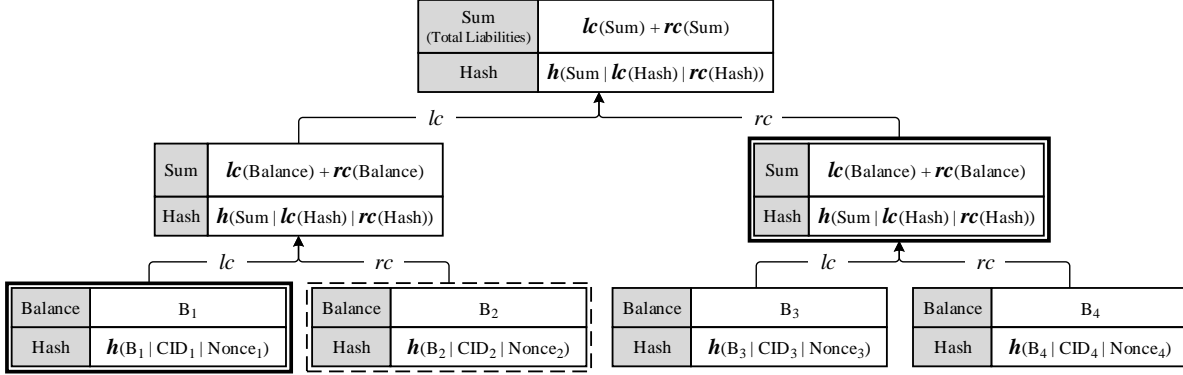 Sum
(Total Liabilities)
lc(Sum) + rc(Sum)
Hash
h(Sum | lc(Hash) | rc(Hash))
lc
rc
Sum
lc(Balance) + rc(Balance)
Hash
h(Sum | lc(Hash) | rc(Hash))
Sum
lc(Balance) + rc(Balance)
Hash
h(Sum | lc(Hash) | rc(Hash))
lc
rc
lc
rc
Balance
B₁
Hash
h(B₁ | CID₁ | Nonce₁)
Balance
B₂
Hash
h(B₂ | CID₂ | Nonce₂)
Balance
B₃
Hash
h(B₃ | CID₃ | Nonce₃)
Balance
B₄
Hash
h(B₄ | CID₄ | Nonce₄)